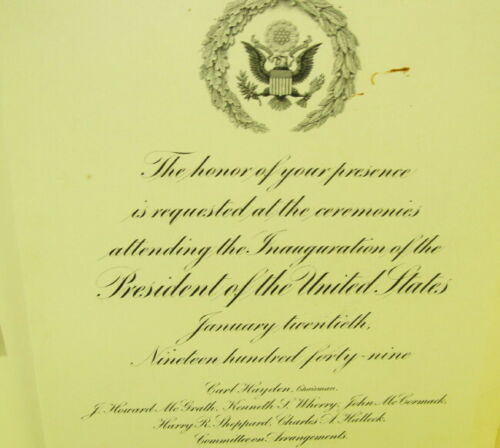 The honor of your presence
is requested at the ceremonies
attending the Inauguration of the
President of the United States
January twentieth,
Nineteen hundred forty-nine
Carl Hayden, Chairman.
J. Howard McGrath, Kenneth S. Wherry, John McCormack,
Harry R. Sheppard, Charles A. Halleck,
Committee on Arrangements.